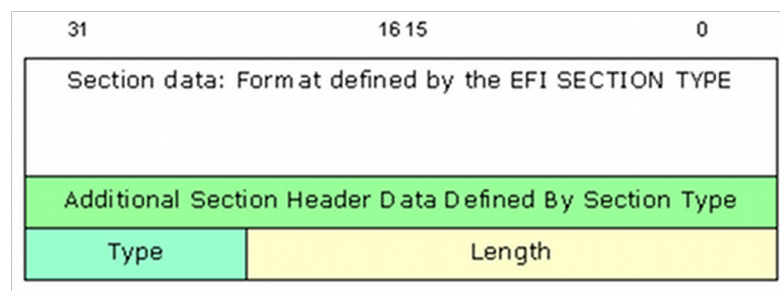 31 16 15 0
Section data: Format defined by the EFI SECTION TYPE
Additional Section Header Data Defined By Section Type
Type Length